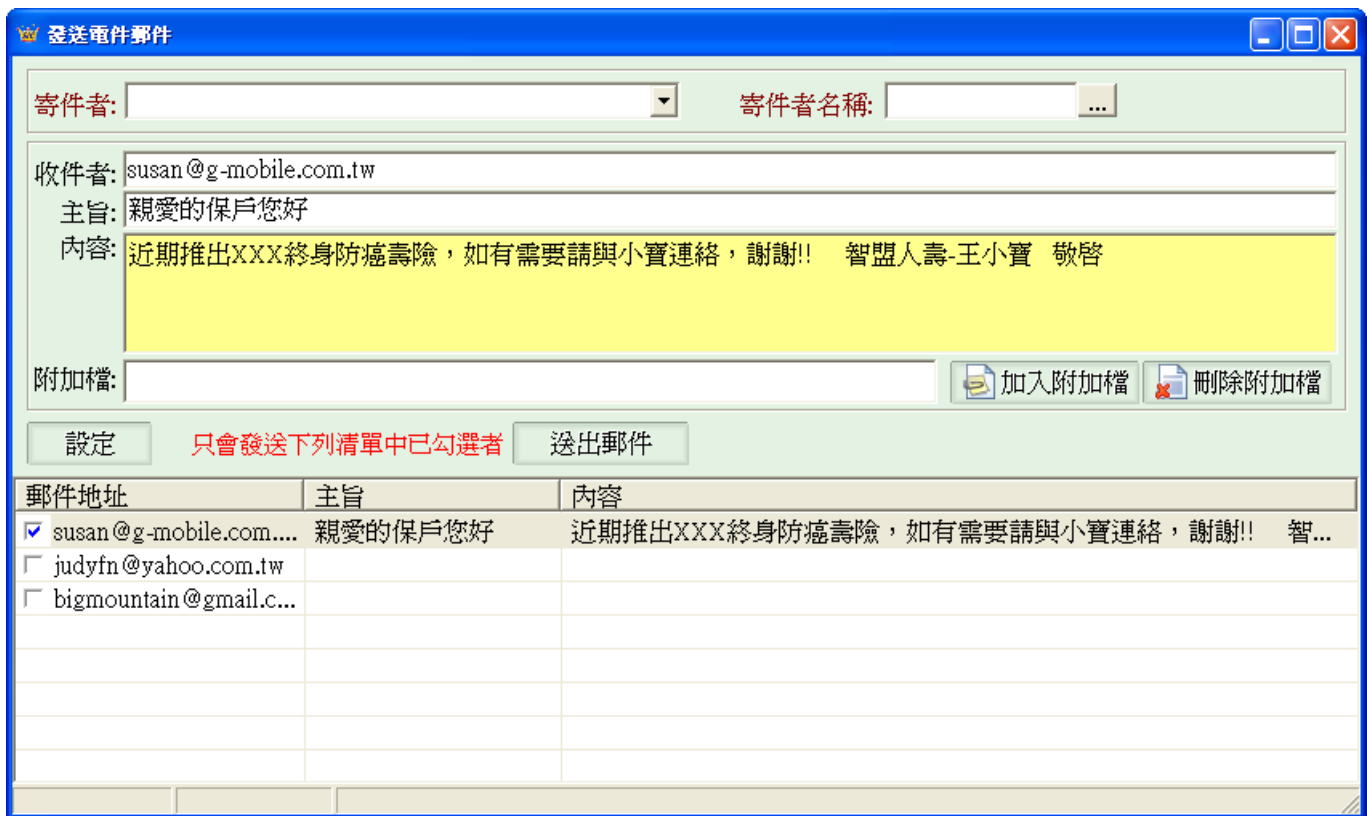 發送電件郵件
寄件者: 寄件者名稱: ...
收件者: susan@g-mobile.com.tw
主旨: 親愛的保戶您好
內容: 近期推出XXX終身防癌壽險，如有需要請與小寶連絡，謝謝!! 智盟人壽-王小寶 敬啓
附加檔: 加入附加檔 刪除附加檔
設定 只會發送下列清單中已勾選者 送出郵件
郵件地址 主旨 內容
susan@g-mobile.com.... 親愛的保戶您好 近期推出XXX終身防癌壽險，如有需要請與小寶連絡，謝謝!! 智...
judyfn@yahoo.com.tw
bigmountain@gmail.c...